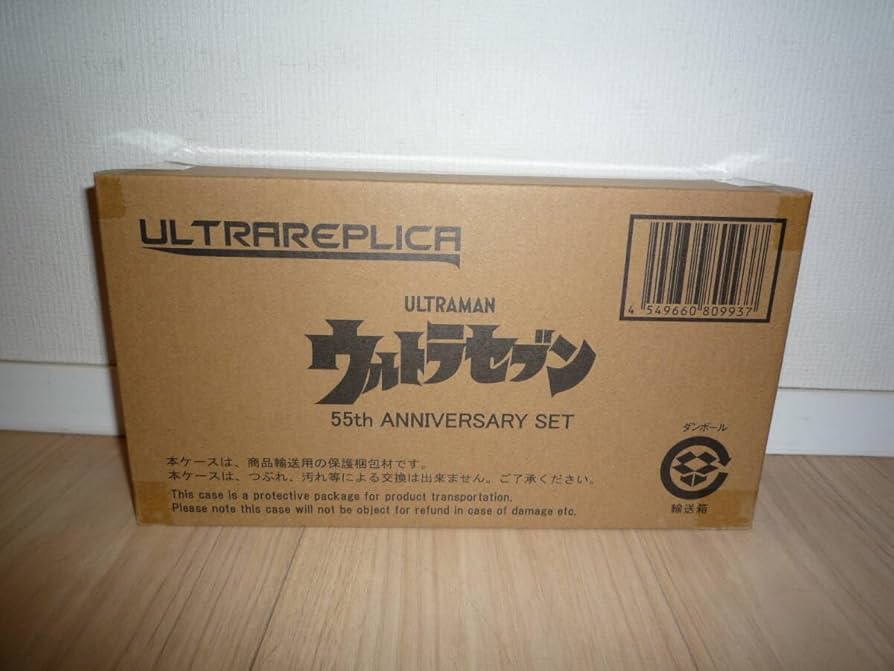 ULTRAREPLICA
4 549660 809937
ULTRAMAN
ウルトラセブン
55th ANNIVERSARY SET
ダンボール
輸送箱
本ケースは、商品輸送用の保護梱包材です。
本ケースは、つぶれ、汚れ等による交換は出来ません。ご了承ください。
This case is a protective package for product transportation.
Please note this case will not be object for refund in case of damage etc.